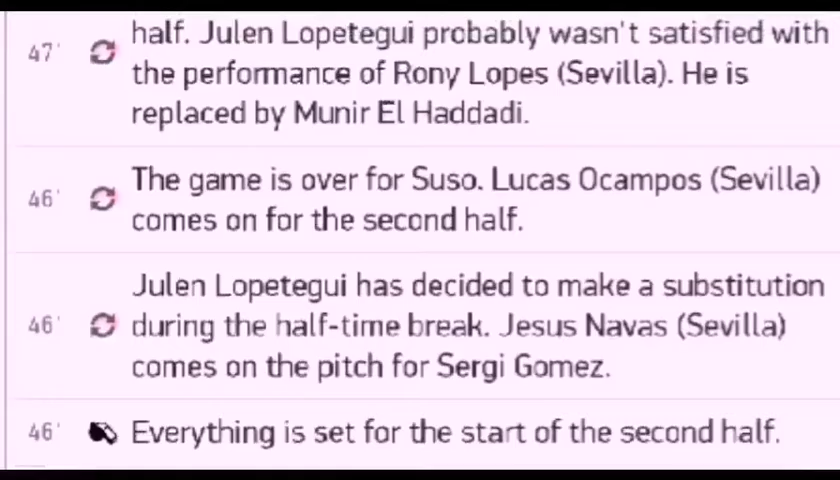 half. Julen Lopetegui probably wasn't satisfied with
47' the performance of Rony Lopes (Sevilla). He is
replaced by Munir El Haddadi.
46' The game is over for Suso. Lucas Ocampos (Sevilla)
comes on for the second half.
Julen Lopetegui has decided to make a substitution
46' during the half-time break. Jesus Navas (Sevilla)
comes on the pitch for Sergi Gomez.
46' Everything is set for the start of the second half.